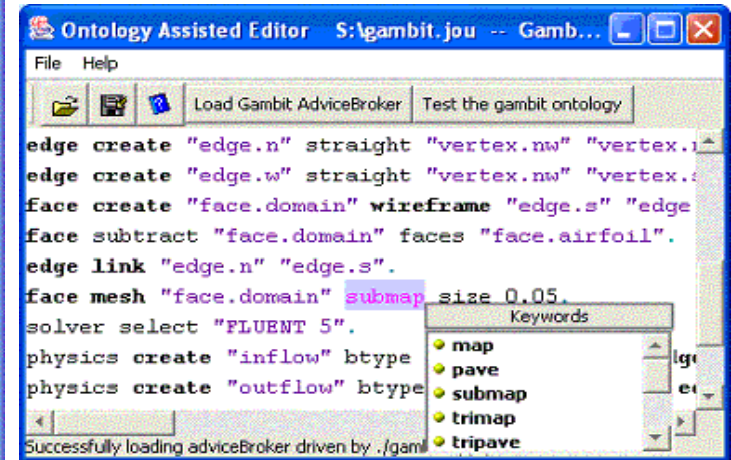 Ontology Assisted Editor S:\gambit.jou -- Gamb...
File Help
Load Gambit AdviceBroker Test the gambit ontology
edge create "edge.n" straight "vertex.nw" "vertex.
edge create "edge.w" straight "vertex.nw" "vertex.
face create "face.domain" wireframe "edge.s" "edge
face subtract "face.domain" faces "face.airfoil".
edge link "edge.n" "edge.s".
face mesh "face.domain" submap size 0.05.
solver select "FLUENT 5".
physics create "inflow" btype
physics create "outflow" btype
Keywords
map
pave
submap
trimap
tripave
Successfully loading adviceBroker driven by ./gam